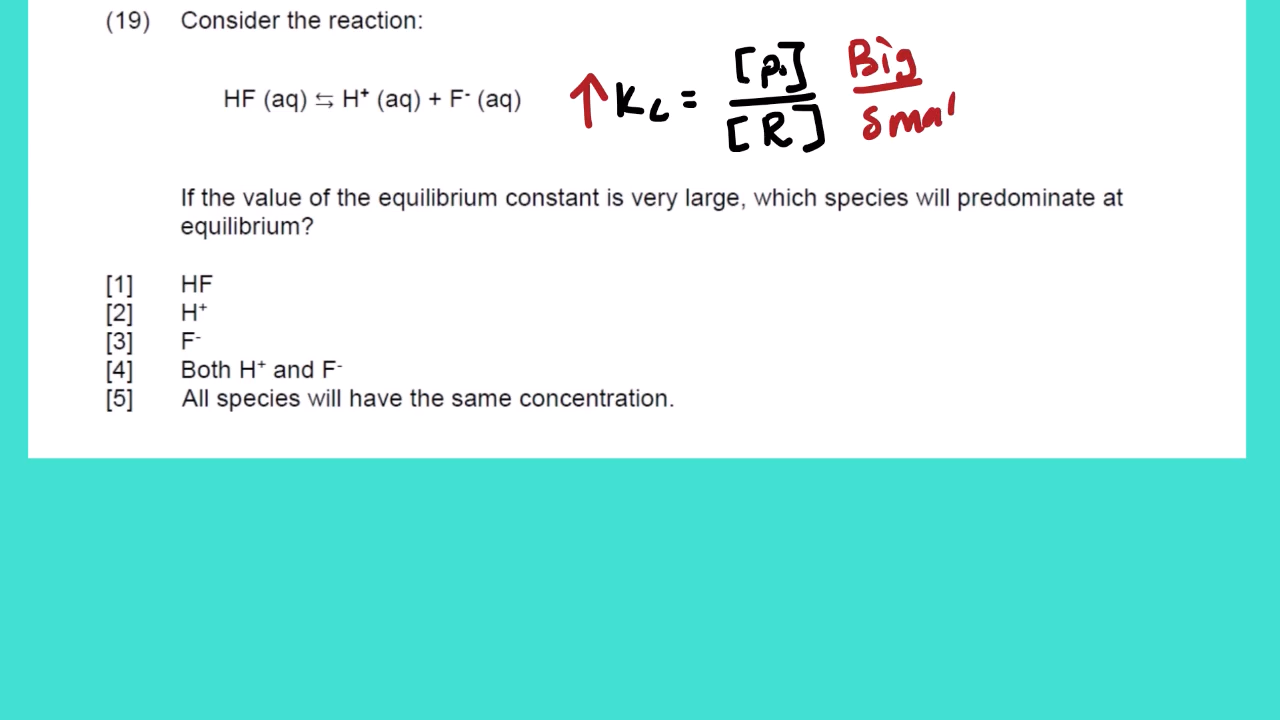 (19) Consider the reaction:
HF (aq) ⇆ H⁺ (aq) + F⁻ (aq)
↑ Kc = [P] / [R] Big / Smal
If the value of the equilibrium constant is very large, which species will predominate at
equilibrium?
[1] HF
[2] H⁺
[3] F⁻
[4] Both H⁺ and F⁻
[5] All species will have the same concentration.